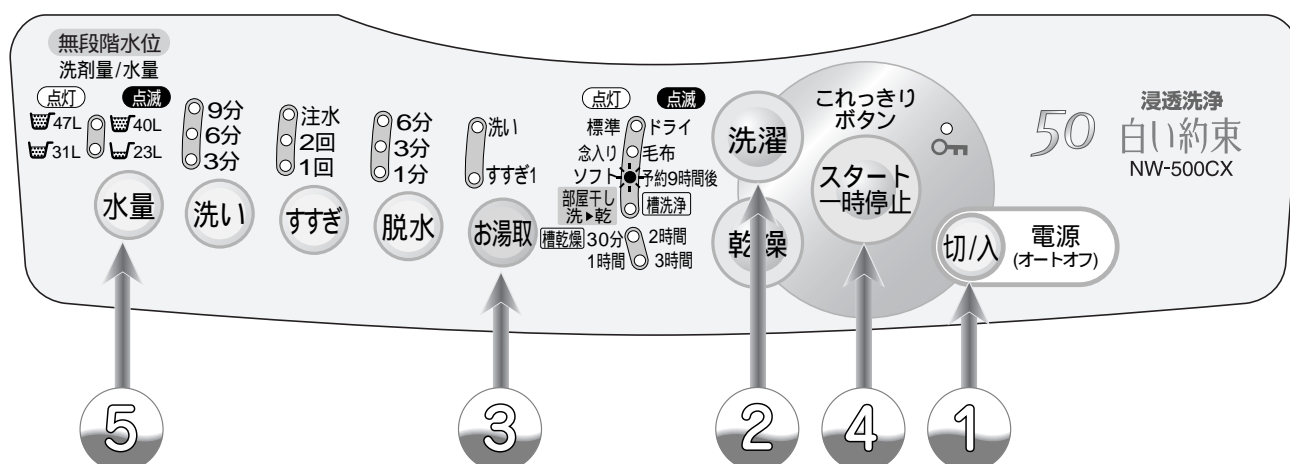 無段階水位
洗剤量/水量
点灯 点滅
47L 40L
31L 23L
水量
9分
6分
3分
洗い
注水
2回
1回
すすぎ
6分
3分
1分
脱水
洗い
すすぎ1
お湯取
点灯 点滅
標準 ドライ
念入り 毛布
ソフト 予約9時間後
部屋干し
洗▶乾 槽洗浄
槽乾燥 30分 2時間
1時間 3時間
洗濯
乾燥
これっきり
ボタン
スタート
一時停止
切/入
電源
(オートオフ)
50
浸透洗浄
白い約束
NW-500CX
5
3
2
4
1